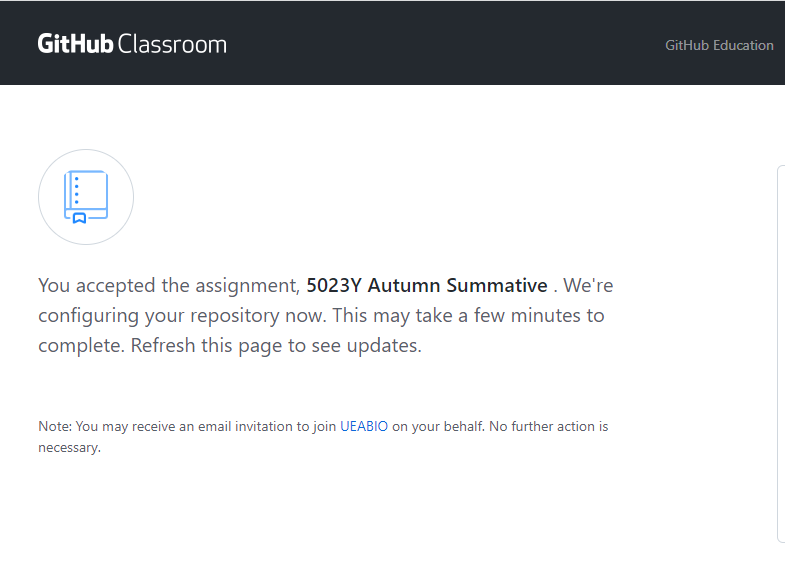 GitHub Classroom
GitHub Education
You accepted the assignment, 5023Y Autumn Summative . We're
configuring your repository now. This may take a few minutes to
complete. Refresh this page to see updates.
Note: You may receive an email invitation to join UEABIO on your behalf. No further action is
necessary.